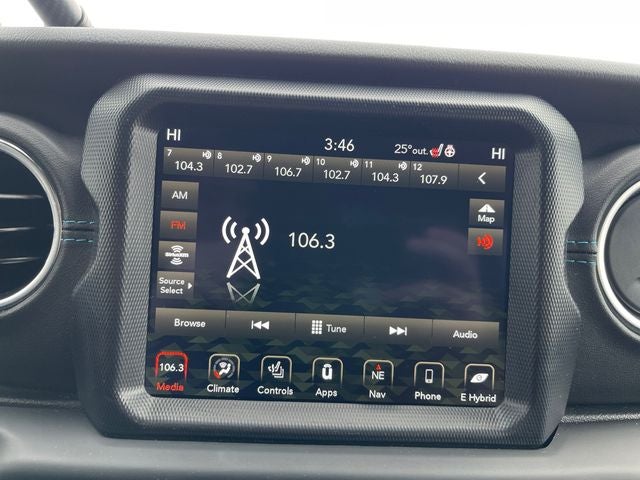 HI 3:46 25°out. HI
7 8 9 10 11 12
104.3 102.7 106.7 102.7 104.3 107.9
AM
Map
FM
106.3
SiriusXM
Source
Select
Browse Tune Audio
106.3 NE
Media Climate Controls Apps Nav Phone E Hybrid